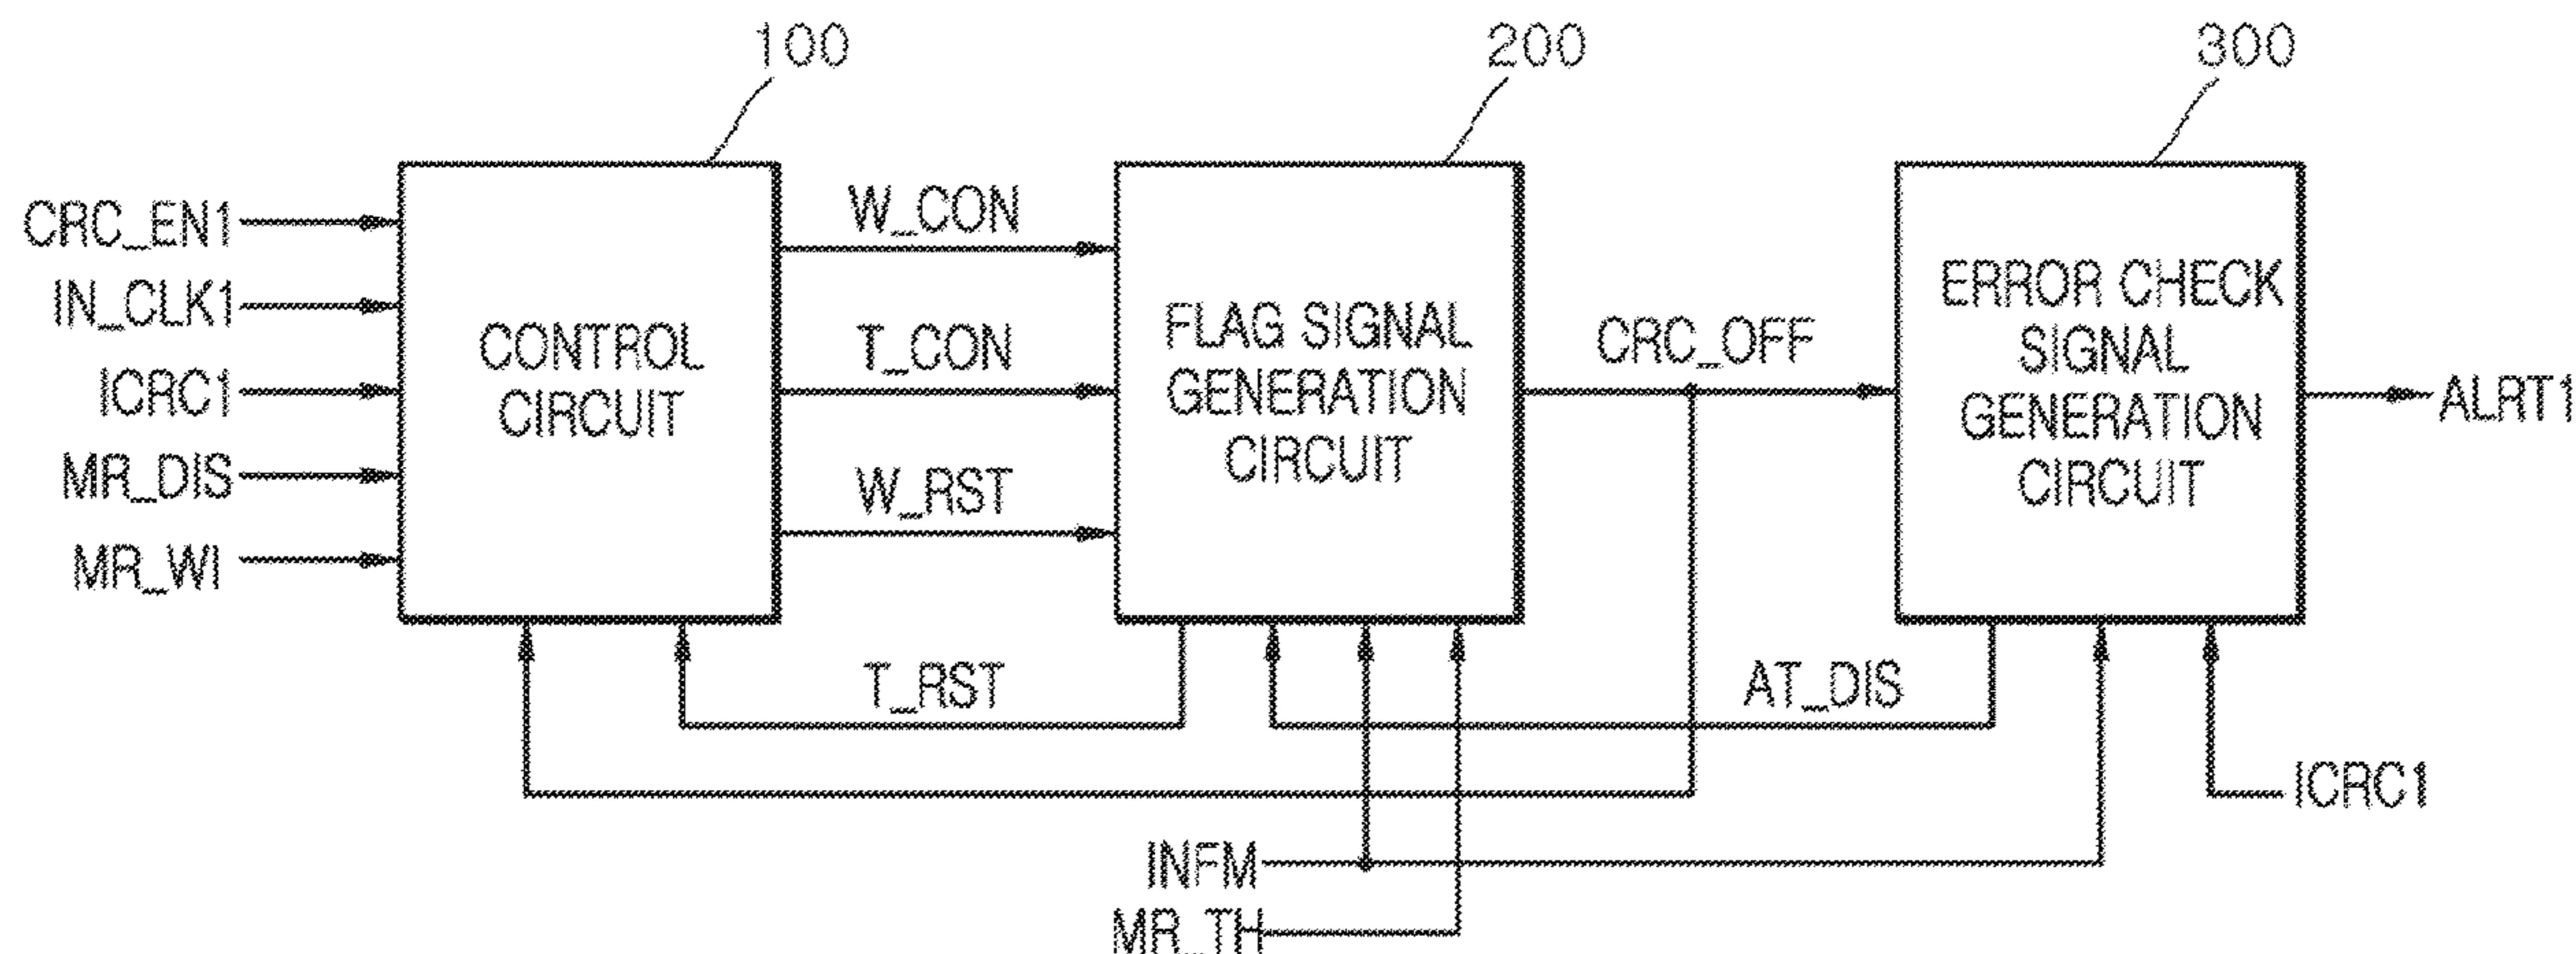 100
200
300
CRC_EN1
IN_CLK1
ICRC1
MR_DIS
MR_WI
CONTROL
CIRCUIT
W_CON
T_CON
W_RST
FLAG SIGNAL
GENERATION
CIRCUIT
CRC_OFF
ERROR CHECK
SIGNAL
GENERATION
CIRCUIT
ALRT1
T_RST
AT_DIS
ICRC1
INFM
MR_TH